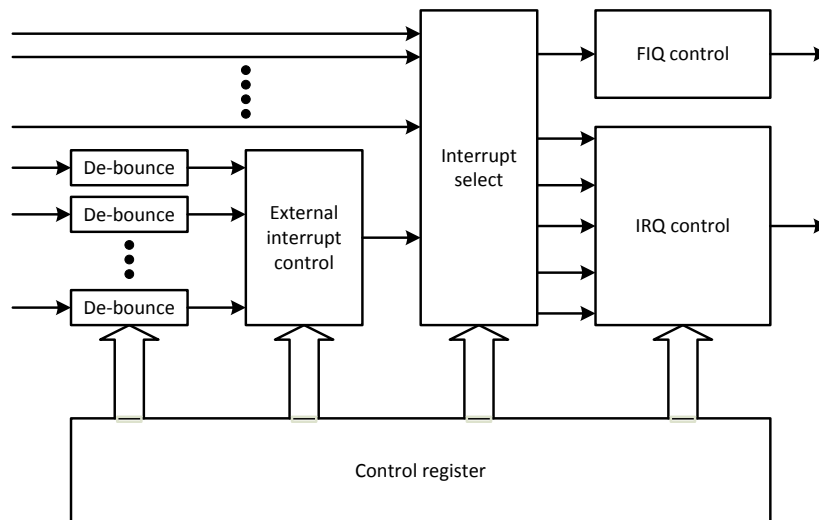 FIQ control
Interrupt
select
De-bounce
De-bounce
External
interrupt
control
IRQ control
De-bounce
Control register